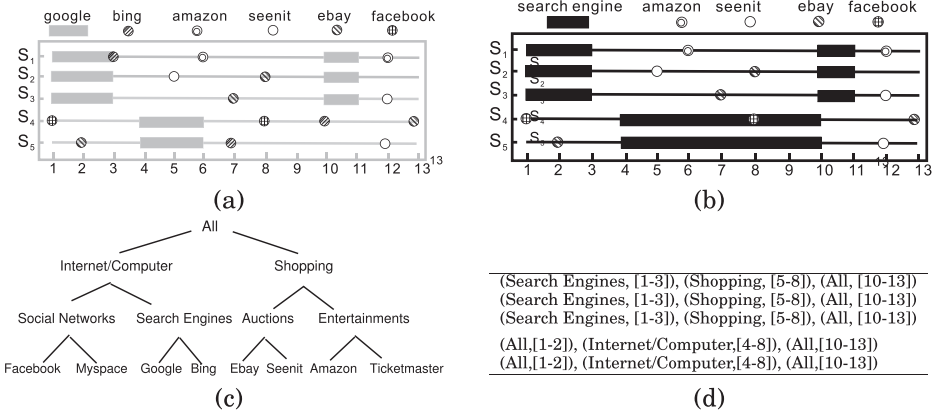 google bing amazon seenit ebay facebook
S1
S2
S3
S4
S5
1 2 3 4 5 6 7 8 9 10 11 12 13 13
(a)
search engine amazon seenit ebay facebook
S1
S2 S2
S3
S4 S4
S5
1 2 3 4 5 6 7 8 9 10 11 12 13
(b)
All
Internet/Computer Shopping
Social Networks Search Engines Auctions Entertainments
Facebook Myspace Google Bing Ebay Seenit Amazon Ticketmaster
(c)
(Search Engines, [1-3]), (Shopping, [5-8]), (All, [10-13])
(Search Engines, [1-3]), (Shopping, [5-8]), (All, [10-13])
(Search Engines, [1-3]), (Shopping, [5-8]), (All, [10-13])
(All,[1-2]), (Internet/Computer,[4-8]), (All,[10-13])
(All,[1-2]), (Internet/Computer,[4-8]), (All,[10-13])
(d)